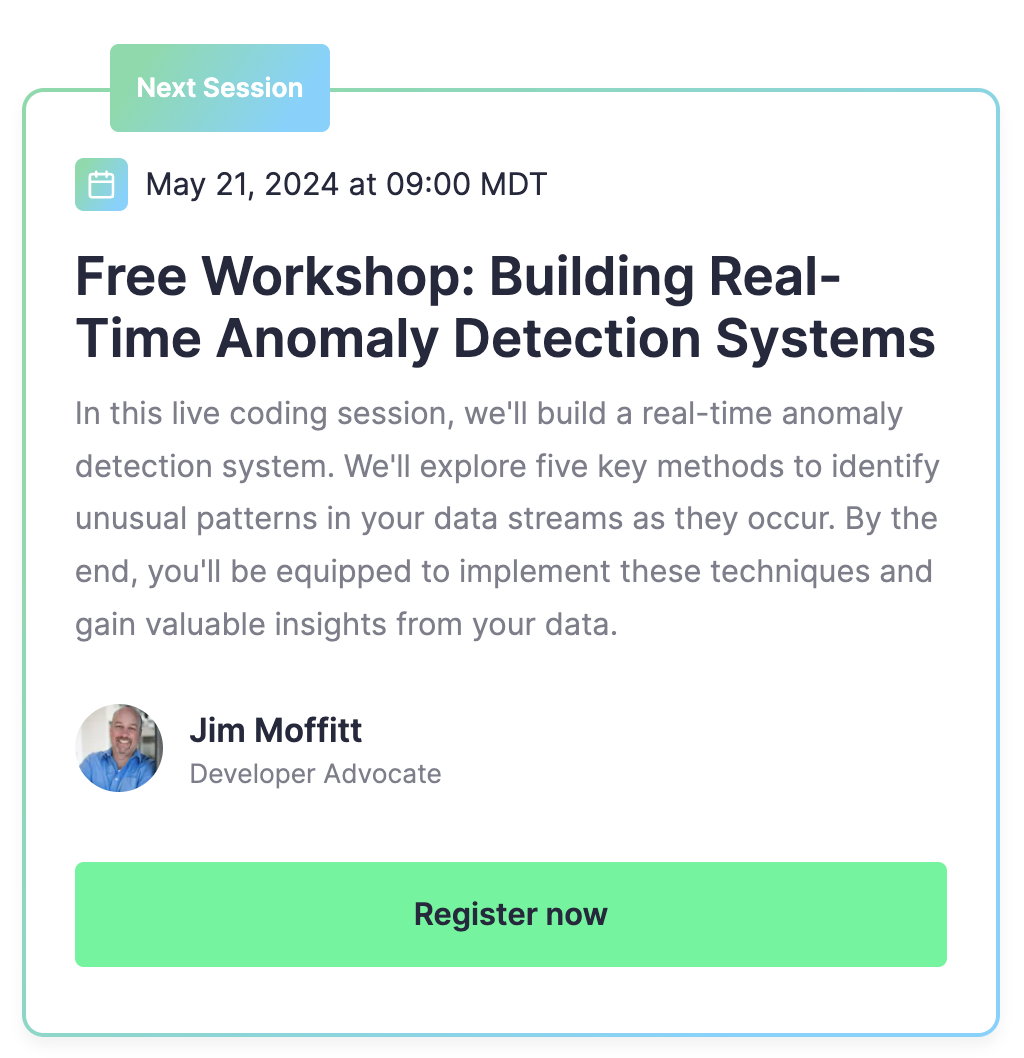 Next Session
May 21, 2024 at 09:00 MDT
Free Workshop: Building Real-
Time Anomaly Detection Systems
In this live coding session, we'll build a real-time anomaly
detection system. We'll explore five key methods to identify
unusual patterns in your data streams as they occur. By the
end, you'll be equipped to implement these techniques and
gain valuable insights from your data.
Jim Moffitt
Developer Advocate
Register now